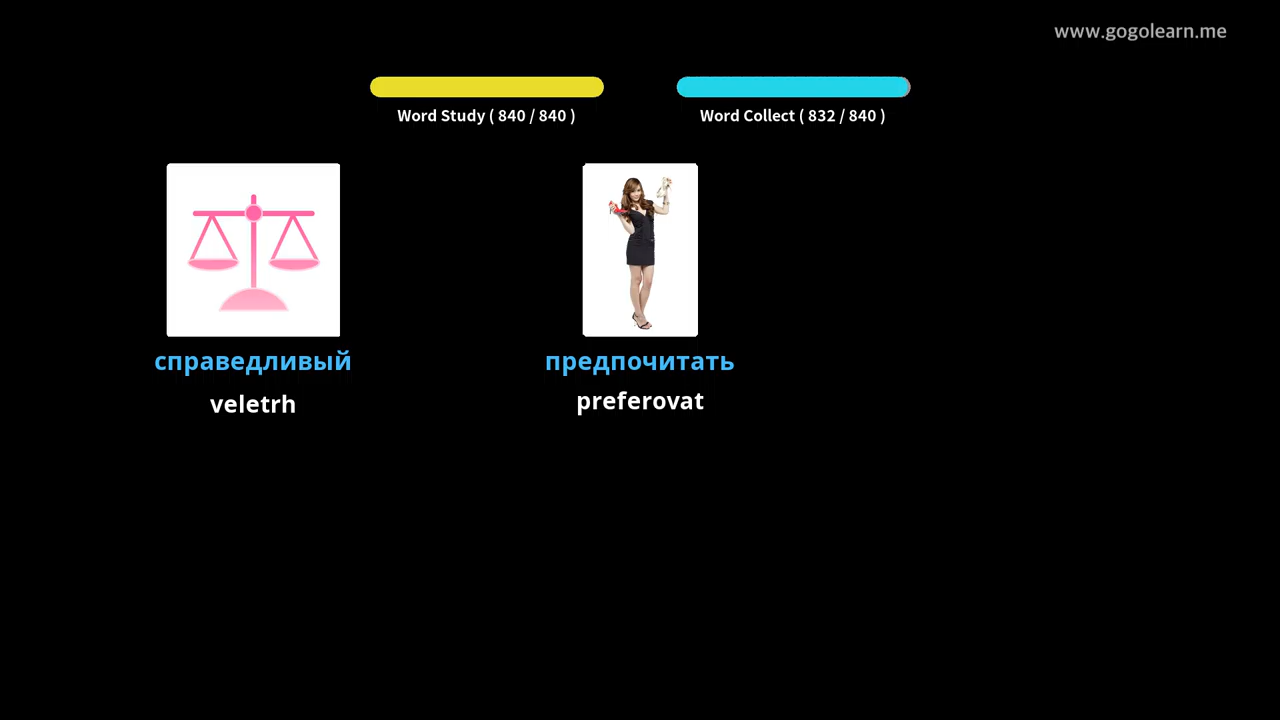 www.gogolearn.me
Word Study ( 840 / 840 )
Word Collect ( 832 / 840 )
справедливый
предпочитать
veletrh
preferovat